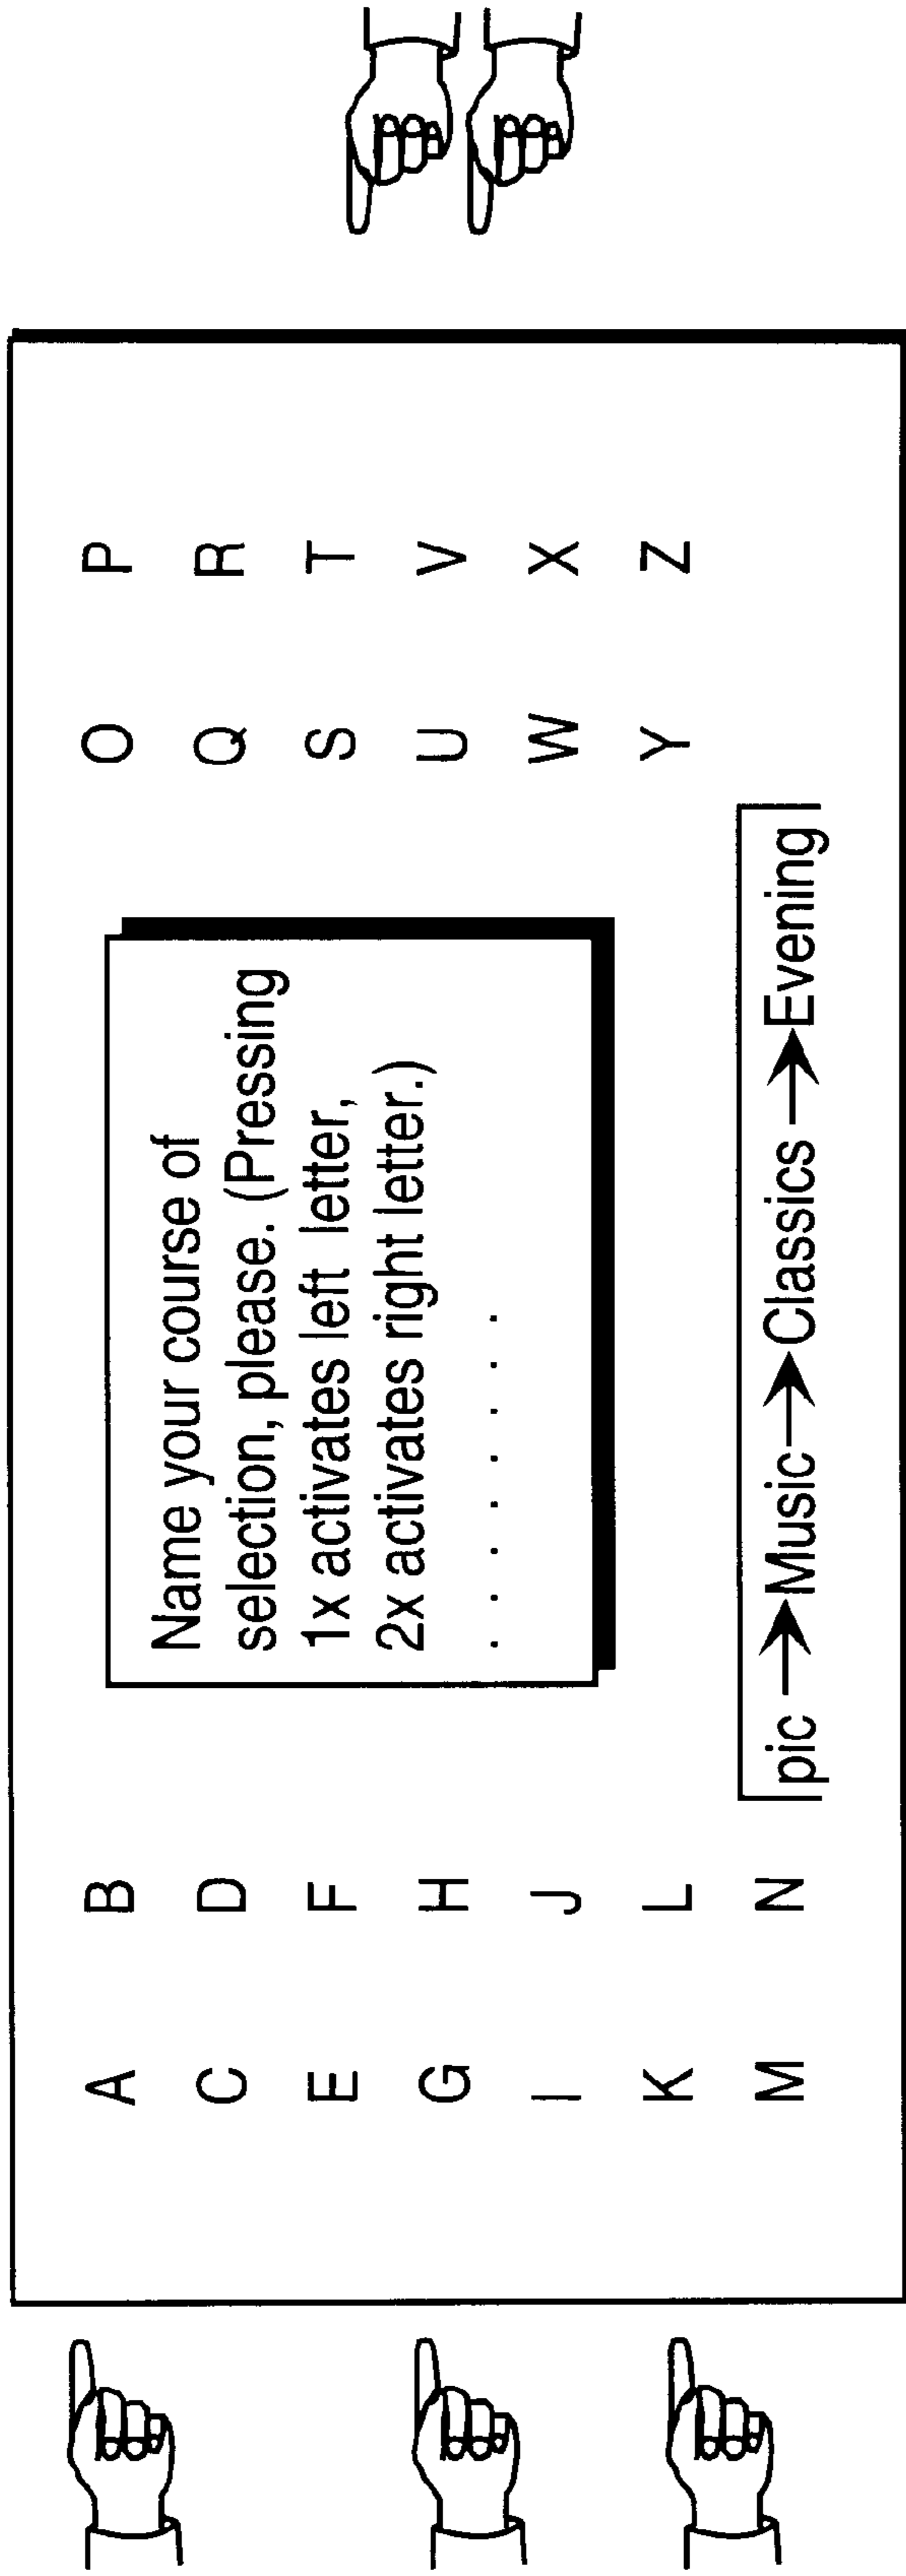 A B
C D
E F
G H
I J
K L
M N
Name your course of
selection, please. (Pressing
1x activates left letter,
2x activates right letter.)
. . . . . . . .
O P
Q R
S T
U V
W X
Y Z
pic → Music → Classics → Evening